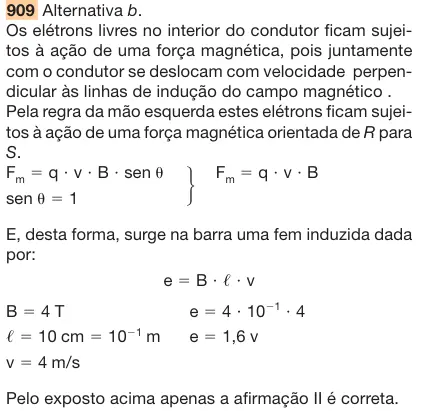 909 Alternativa b.
Os elétrons livres no interior do condutor ficam sujei-
tos à ação de uma força magnética, pois juntamente
com o condutor se deslocam com velocidade perpen-
dicular às linhas de indução do campo magnético .
Pela regra da mão esquerda estes elétrons ficam sujei-
tos à ação de uma força magnética orientada de R para
S.
Fm = q · v · B · sen θ } Fm = q · v · B
sen θ = 1
E, desta forma, surge na barra uma fem induzida dada
por:
e = B · ℓ · v
B = 4 T e = 4 · 10⁻¹ · 4
ℓ = 10 cm = 10⁻¹ m e = 1,6 v
v = 4 m/s
Pelo exposto acima apenas a afirmação II é correta.